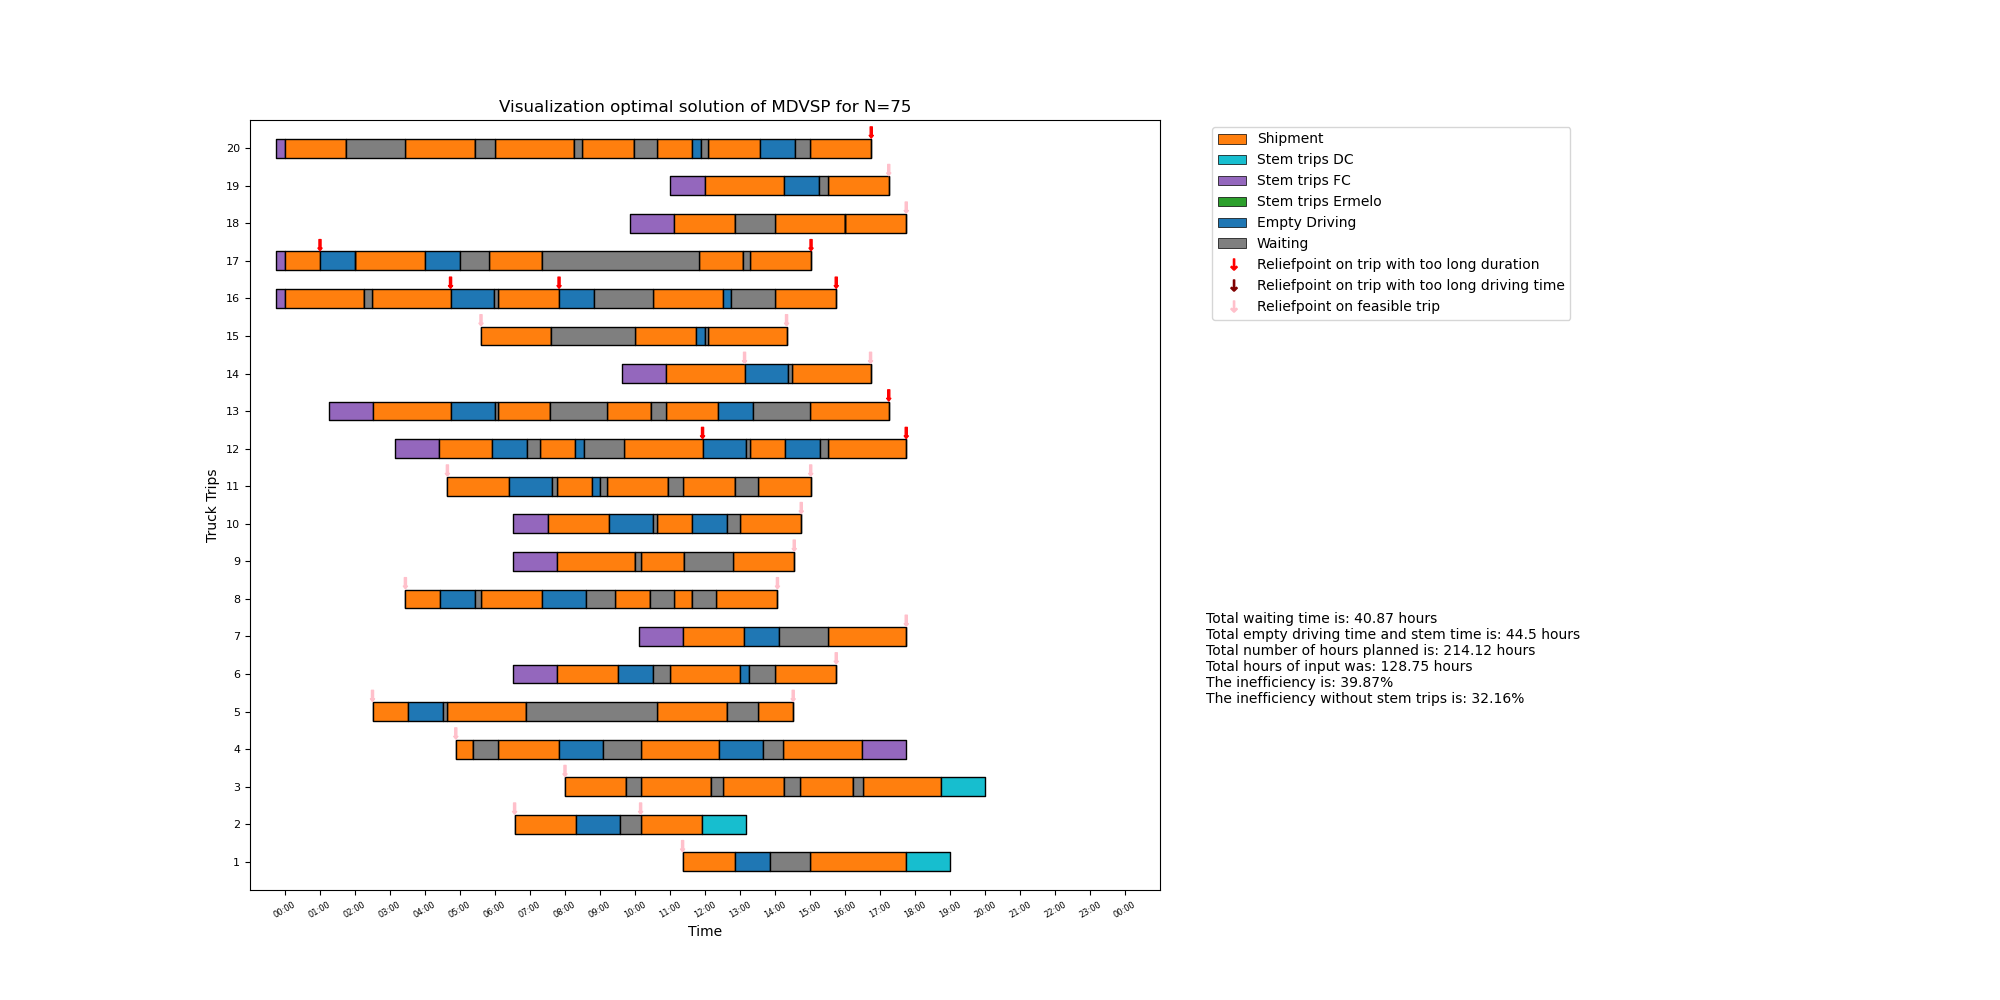 Visualization optimal solution of MDVSP for N=75
20
19
18
17
16
15
14
13
12
11
10
9
8
7
6
5
4
3
2
1
Truck Trips
00:00 01:00 02:00 03:00 04:00 05:00 06:00 07:00 08:00 09:00 10:00 11:00 12:00 13:00 14:00 15:00 16:00 17:00 18:00 19:00 20:00 21:00 22:00 23:00 00:00
Time
Shipment
Stem trips DC
Stem trips FC
Stem trips Ermelo
Empty Driving
Waiting
Reliefpoint on trip with too long duration
Reliefpoint on trip with too long driving time
Reliefpoint on feasible trip
Total waiting time is: 40.87 hours
Total empty driving time and stem time is: 44.5 hours
Total number of hours planned is: 214.12 hours
Total hours of input was: 128.75 hours
The inefficiency is: 39.87%
The inefficiency without stem trips is: 32.16%